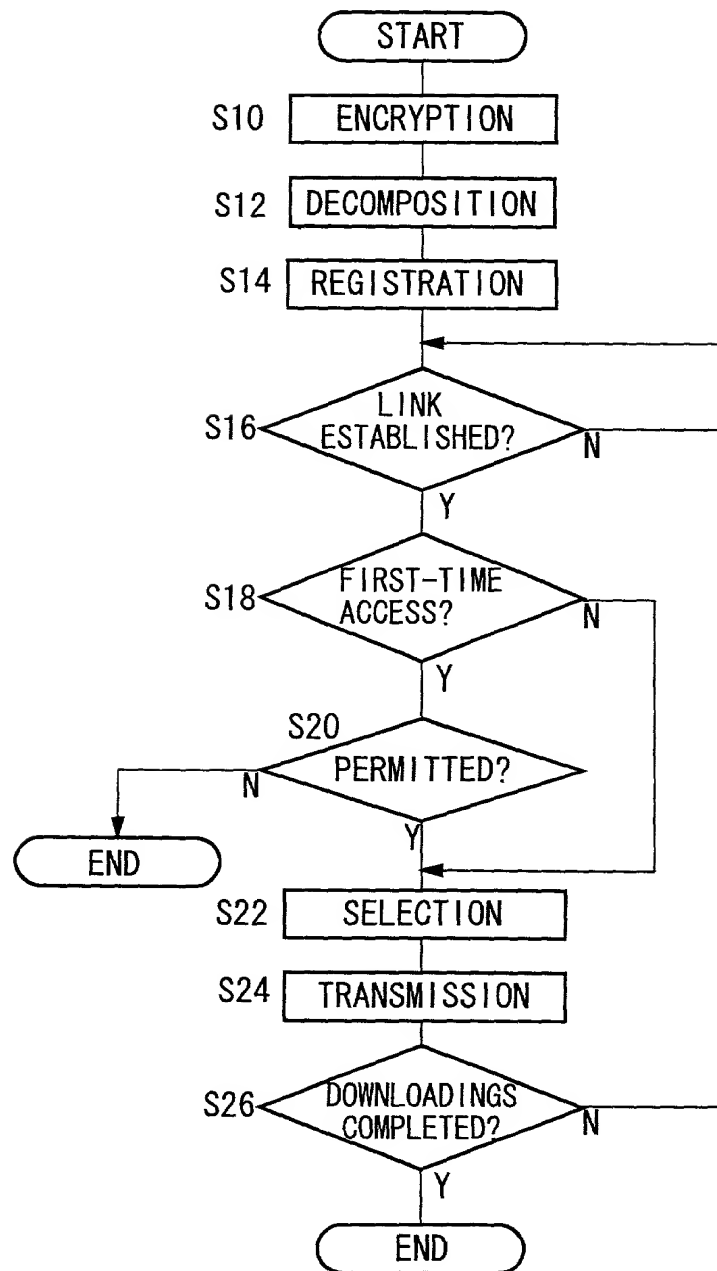 START
S10 ENCRYPTION
S12 DECOMPOSITION
S14 REGISTRATION
S16 LINK
ESTABLISHED?
N
Y
S18 FIRST-TIME
ACCESS?
N
Y
S20
PERMITTED?
N
Y
END
S22 SELECTION
S24 TRANSMISSION
S26 DOWNLOADINGS
COMPLETED?
N
Y
END